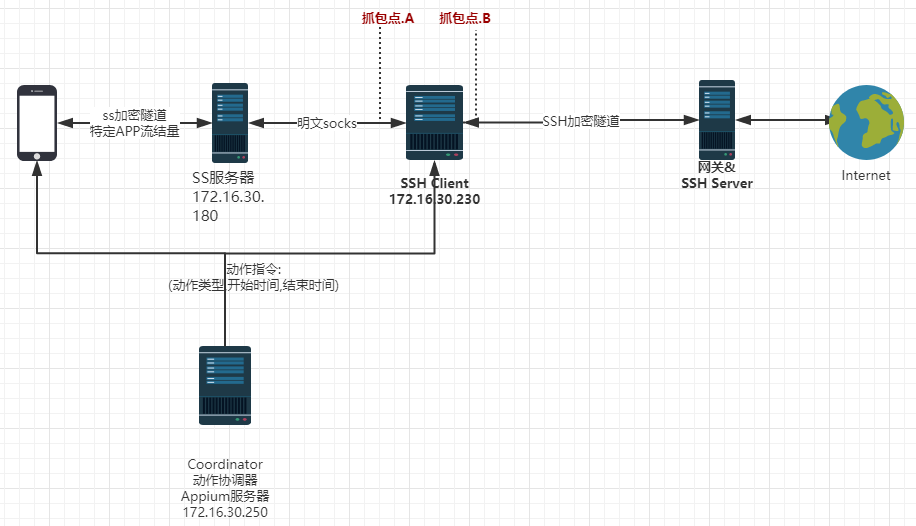 抓包点.A
抓包点.B
ss加密隧道
特定APP流结量
明文socks
SSH加密隧道
SS服务器
172.16.30.
180
SSH Client
172.16.30.230
网关&
SSH Server
Internet
动作指令:
(动作类型,开始时间,结束时间)
Coordinator
动作协调器
Appium服务器
172.16.30.250